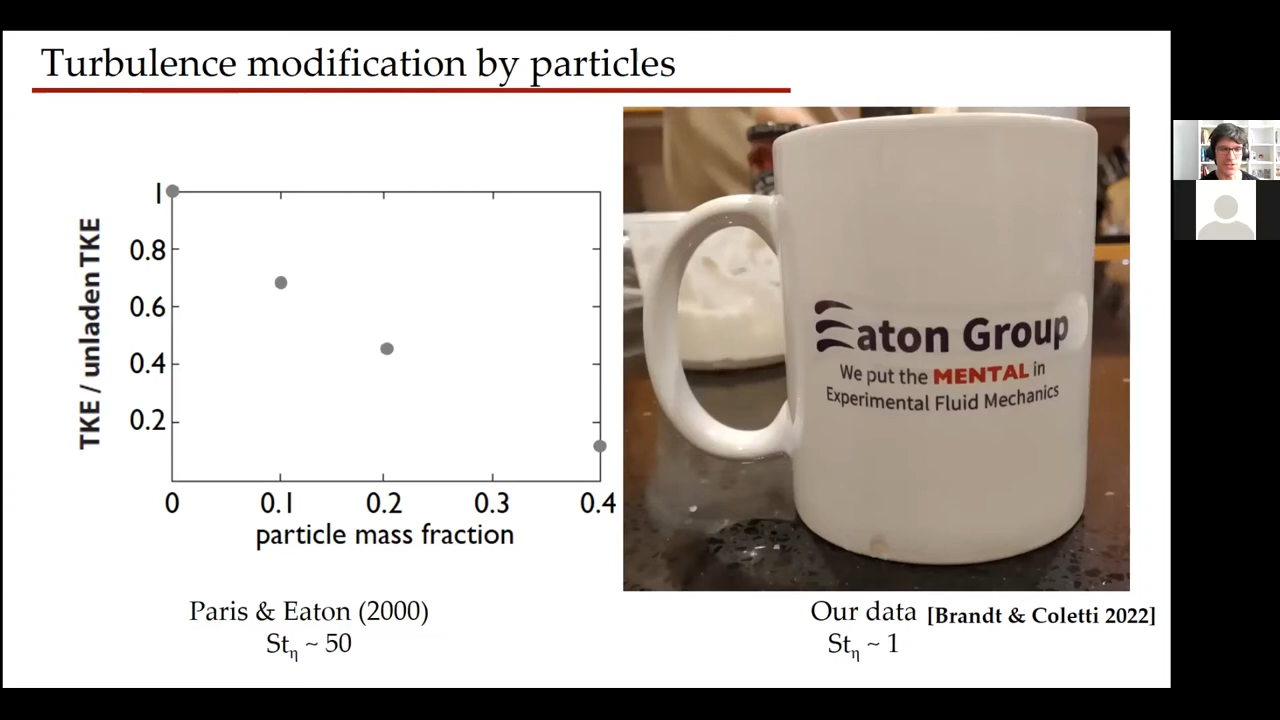 Turbulence modification by particles
TKE / unladen TKE
1
0.8
0.6
0.4
0.2
0 0.1 0.2 0.3 0.4
particle mass fraction
Paris & Eaton (2000)
Stη ~ 50
Eaton Group
We put the MENTAL in
Experimental Fluid Mechanics
Our data [Brandt & Coletti 2022]
Stη ~ 1